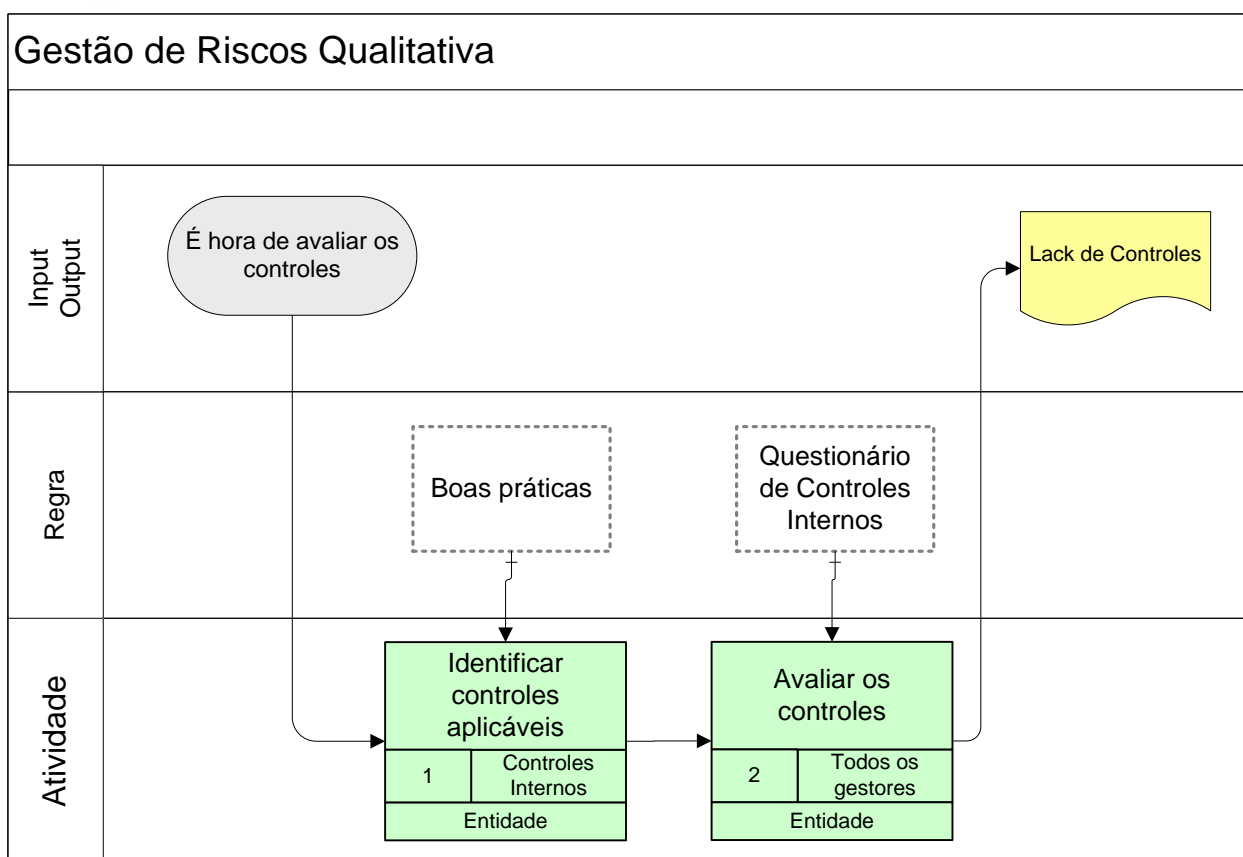 Gestão de Riscos Qualitativa
Input
Output
É hora de avaliar os
controles
Lack de Controles
Regra
Boas práticas
Questionário
de Controles
Internos
Atividade
Identificar
controles
aplicáveis
1
Controles
Internos
Entidade
Avaliar os
controles
2
Todos os
gestores
Entidade